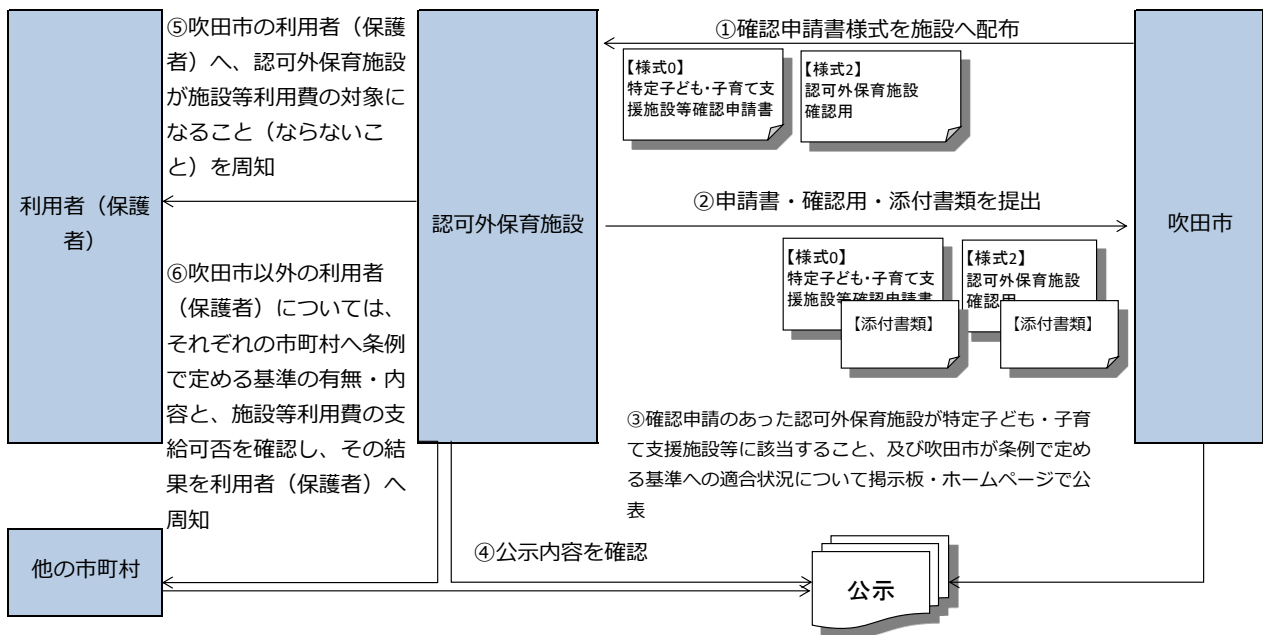 ⑤吹田市の利用者（保護
者）へ、認可外保育施設
が施設等利用費の対象に
なること（ならないこ
と）を周知
①確認申請書様式を施設へ配布
【様式0】
特定子ども・子育て支
援施設等確認申請書
【様式2】
認可外保育施設
確認用
利用者（保護
者）
認可外保育施設
②申請書・確認用・添付書類を提出
吹田市
【様式0】
特定子ども・子育て支
援施設等確認申請書
【添付書類】
【様式2】
認可外保育施設
確認用
【添付書類】
⑥吹田市以外の利用者
（保護者）については、
それぞれの市町村へ条例
で定める基準の有無・内
容と、施設等利用費の支
給可否を確認し、その結
果を利用者（保護者）へ
周知
③確認申請のあった認可外保育施設が特定子ども・子育
て支援施設等に該当すること、及び吹田市が条例で定め
る基準への適合状況について掲示板・ホームページで公
表
他の市町村
④公示内容を確認
公示